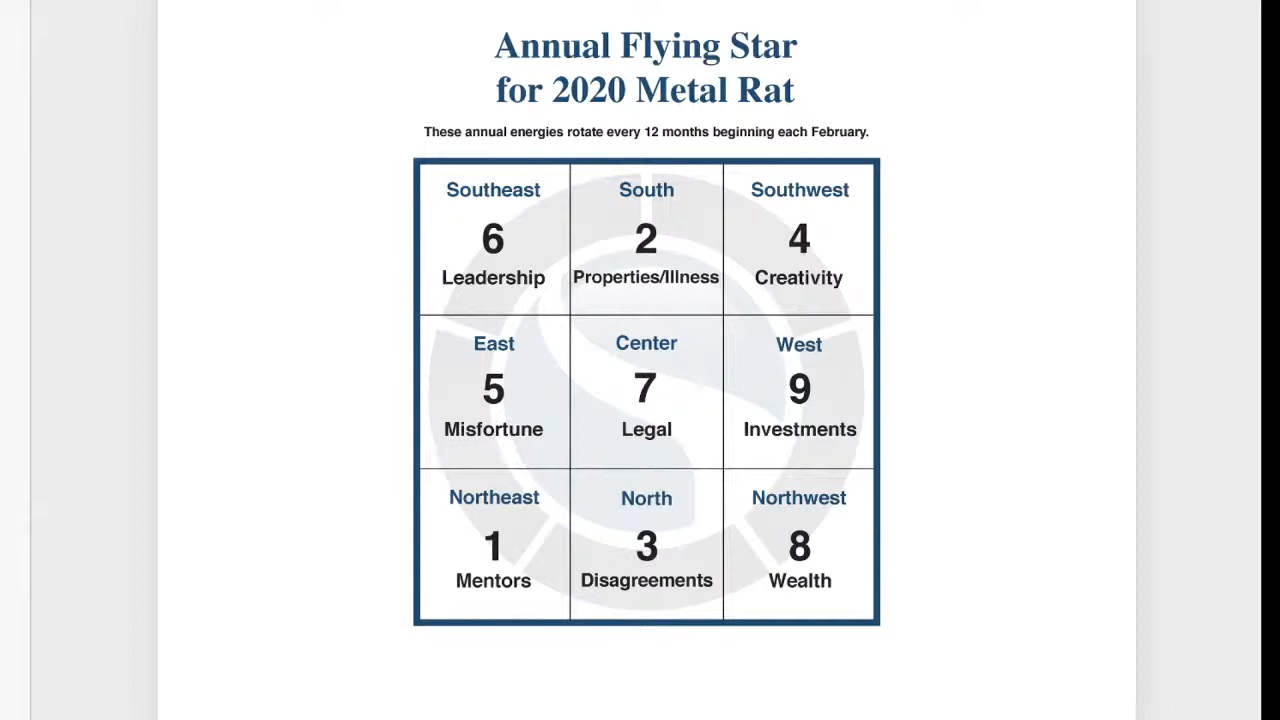 Annual Flying Star
for 2020 Metal Rat
These annual energies rotate every 12 months beginning each February.
Southeast
6
Leadership
South
2
Properties/Illness
Southwest
4
Creativity
East
5
Misfortune
Center
7
Legal
West
9
Investments
Northeast
1
Mentors
North
3
Disagreements
Northwest
8
Wealth